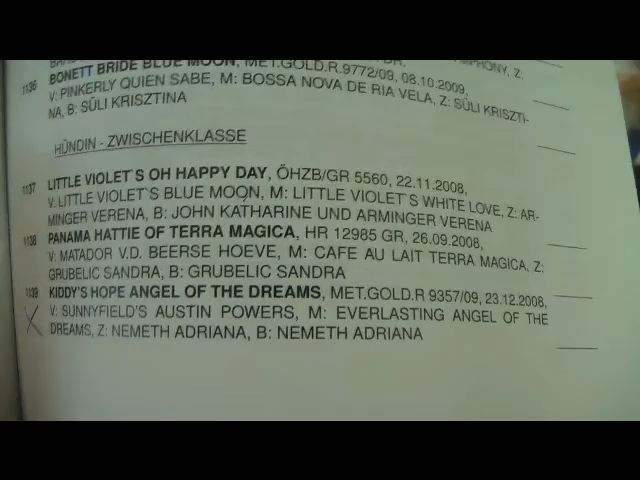 SYMPHONY, Z:
1136 BONETT BRIDE BLUE MOON, MET.GOLD.R.9772/09, 08.10.2009,
V: PINKERLY QUIEN SABE, M: BOSSA NOVA DE RIA VELA, Z: SÜLI KRISZTI-
NA, B: SÜLI KRISZTINA
HÜNDIN - ZWISCHENKLASSE
1137 LITTLE VIOLET`S OH HAPPY DAY, ÖHZB/GR 5560, 22.11.2008,
V: LITTLE VIOLET`S BLUE MOON, M: LITTLE VIOLET`S WHITE LOVE, Z: AR-
MINGER VERENA, B: JOHN KATHARINE UND ARMINGER VERENA
1138 PANAMA HATTIE OF TERRA MAGICA, HR 12985 GR, 26.09.2008,
V: MATADOR V.D. BEERSE HOEVE, M: CAFE AU LAIT TERRA MAGICA, Z:
GRUBELIC SANDRA, B: GRUBELIC SANDRA
1139 KIDDY'S HOPE ANGEL OF THE DREAMS, MET.GOLD.R 9357/09, 23.12.2008,
V: SUNNYFIELD'S AUSTIN POWERS, M: EVERLASTING ANGEL OF THE
DREAMS, Z: NEMETH ADRIANA, B: NEMETH ADRIANA